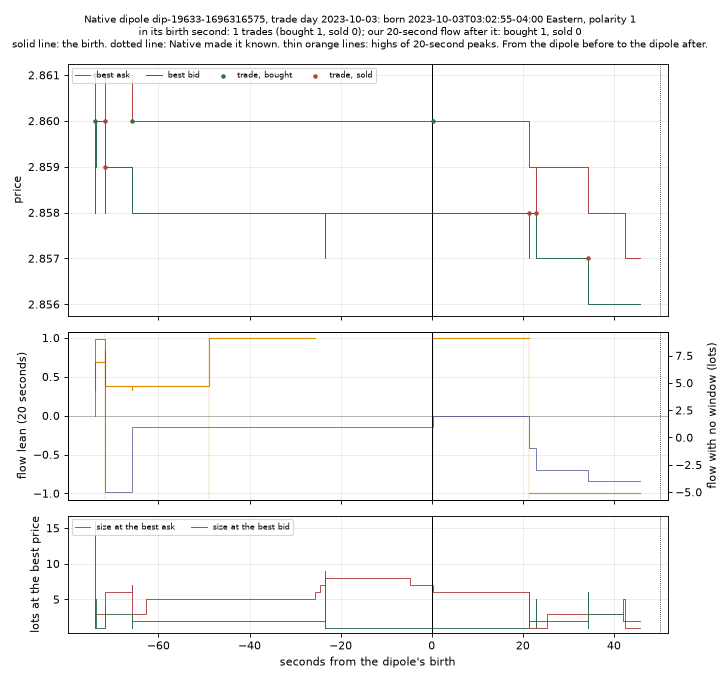 Native dipole dip-19633-1696316575, trade day 2023-10-03: born 2023-10-03T03:02:55-04:00 Eastern, polarity 1
in its birth second: 1 trades (bought 1, sold 0); our 20-second flow after it: bought 1, sold 0
solid line: the birth. dotted line: Native made it known. thin orange lines: highs of 20-second peaks. From the dipole before to the dipole after.
best ask best bid trade, bought trade, sold
2.861
2.860
2.859
2.858
2.857
2.856
price
1.0
0.5
0.0
−0.5
−1.0
flow lean (20 seconds)
7.5
5.0
2.5
0.0
−2.5
−5.0
flow with no window (lots)
size at the best ask size at the best bid
15
10
5
lots at the best price
−60 −40 −20 0 20 40
seconds from the dipole's birth